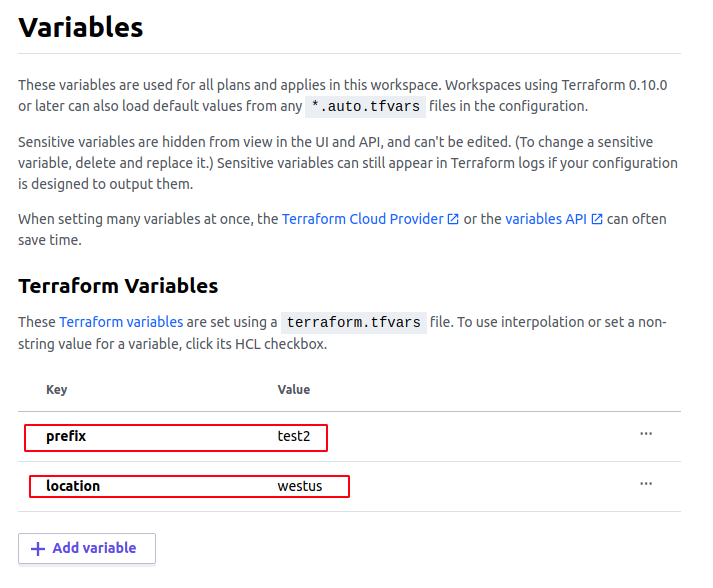 Variables
These variables are used for all plans and applies in this workspace. Workspaces using Terraform 0.10.0
or later can also load default values from any *.auto.tfvars files in the configuration.
Sensitive variables are hidden from view in the UI and API, and can't be edited. (To change a sensitive
variable, delete and replace it.) Sensitive variables can still appear in Terraform logs if your configuration
is designed to output them.
When setting many variables at once, the Terraform Cloud Provider or the variables API can often
save time.
Terraform Variables
These Terraform variables are set using a terraform.tfvars file. To use interpolation or set a non-
string value for a variable, click its HCL checkbox.
Key Value
prefix test2 ...
location westus ...
+ Add variable